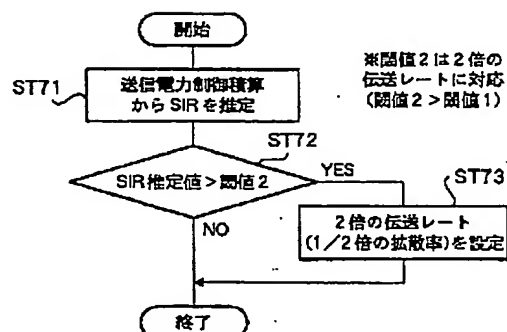 開始
ST71
送信電力制御積算
からSIRを推定
※閾値2は2倍の
伝送レートに対応
(閾値2>閾値1)
ST72
SIR推定値>閾値2
YES
ST73
NO
2倍の伝送レート
(1/2倍の拡散率)を設定
終了